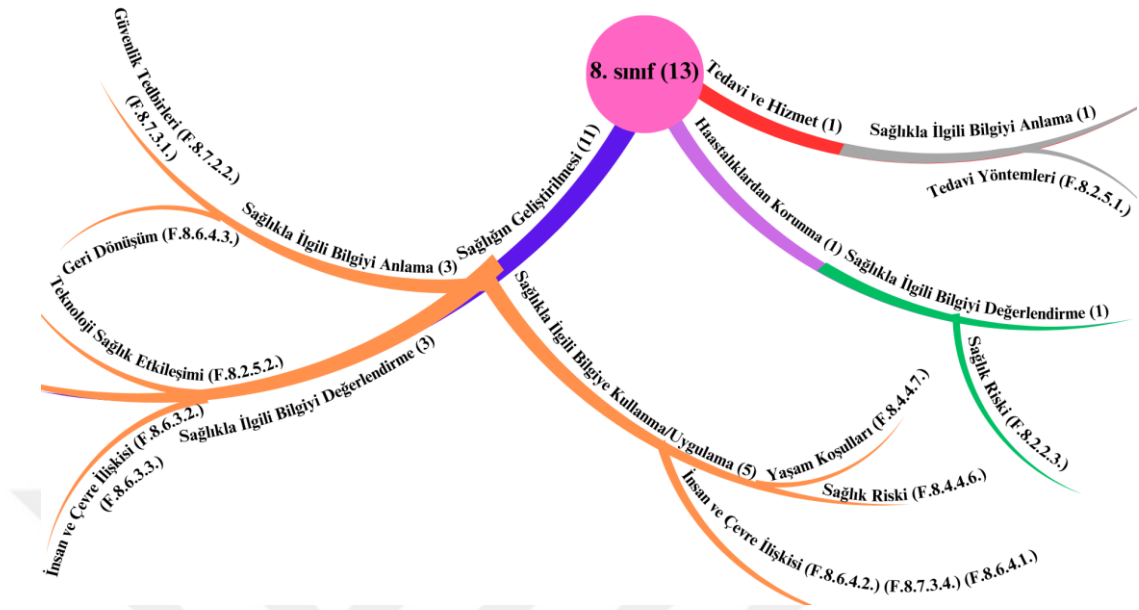 8. sınıf (13)
Tedavi ve Hizmet (1)
Sağlıkla İlgili Bilgiyi Anlama (1)
Tedavi Yöntemleri (F.8.2.5.1.)
Haastalıklardan Korunma (1)
Sağlıkla İlgili Bilgiyi Değerlendirme (1)
Sağlık Riski (F.8.2.2.3.)
Sağlığın Geliştirilmesi (11)
Sağlıkla İlgili Bilgiyi Anlama (3)
Güvenlik Tedbirleri (F.8.7.2.2.)
(F.8.7.3.1.)
Geri Dönüşüm (F.8.6.4.3.)
Sağlıkla İlgili Bilgiyi Değerlendirme (3)
Teknoloji Sağlık Etkileşimi (F.8.2.5.2.)
İnsan ve Çevre İlişkisi (F.8.6.3.2.)
(F.8.6.3.3.)
Sağlıkla İlgili Bilgiye Kullanma/Uygulama (5)
Yaşam Koşulları (F.8.4.4.7.)
Sağlık Riski (F.8.4.4.6.)
İnsan ve Çevre İlişkisi (F.8.6.4.2.) (F.8.7.3.4.) (F.8.6.4.1.)